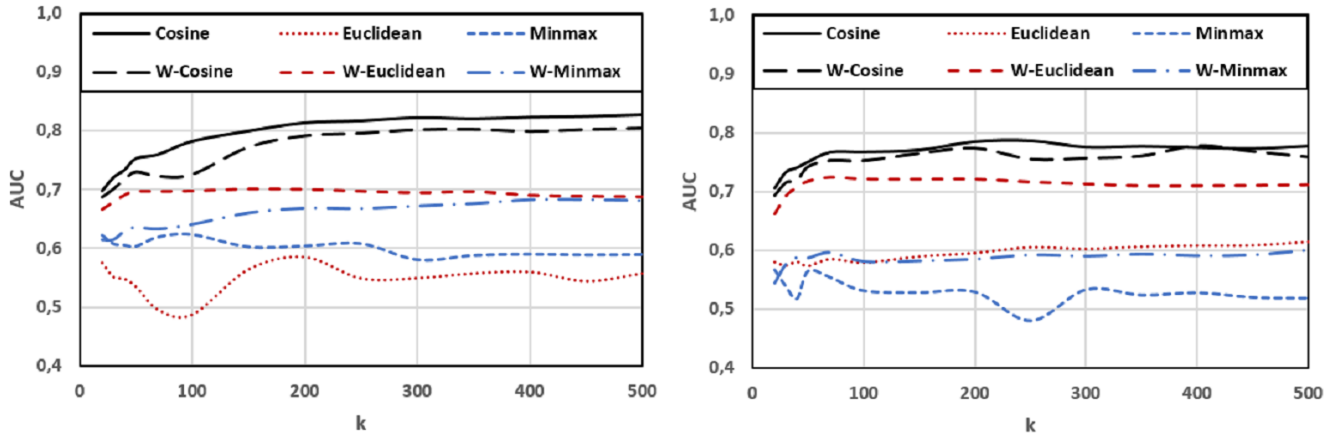 1,0
Cosine Euclidean Minmax
0,9
W-Cosine W-Euclidean W-Minmax
0,8
AUC
0,7
0,6
0,5
0,4
0 100 200 300 400 500
k
1,0
Cosine Euclidean Minmax
0,9
W-Cosine W-Euclidean W-Minmax
0,8
AUC
0,7
0,6
0,5
0,4
0 100 200 300 400 500
k